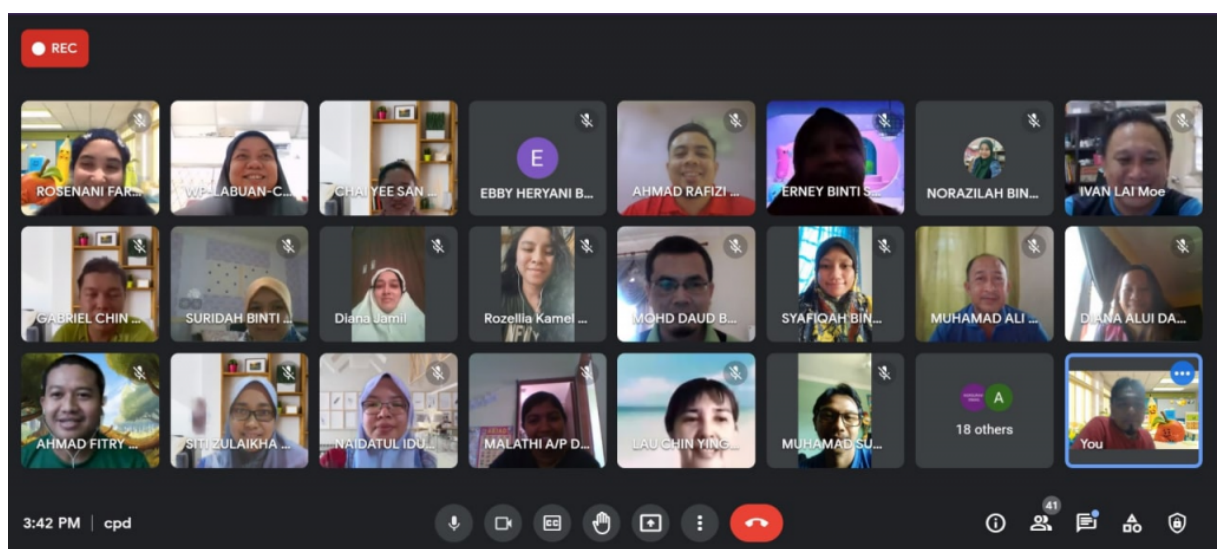 REC
ROSENANI FAR...
WP LABUAN-C...
CHAI YEE SAN ...
E
EBBY HERYANI B...
AHMAD RAFIZI ...
ERNEY BINTI S...
NORAZILAH BIN...
IVAN LAI Moe
GABRIEL CHIN ...
SURIDAH BINTI ...
Diana Jamil
Rozellia Kamel ...
MOHD DAUD B...
SYAFIQAH BIN...
MUHAMAD ALI ...
DIANA ALUI DA...
AHMAD FITRY ...
SITI ZULAIKHA ...
NAIDATUL IDU...
MALATHI A/P D...
LAU CHIN YING...
MUHAMAD SU...
A
18 others
You
3:42 PM | cpd
CC
41